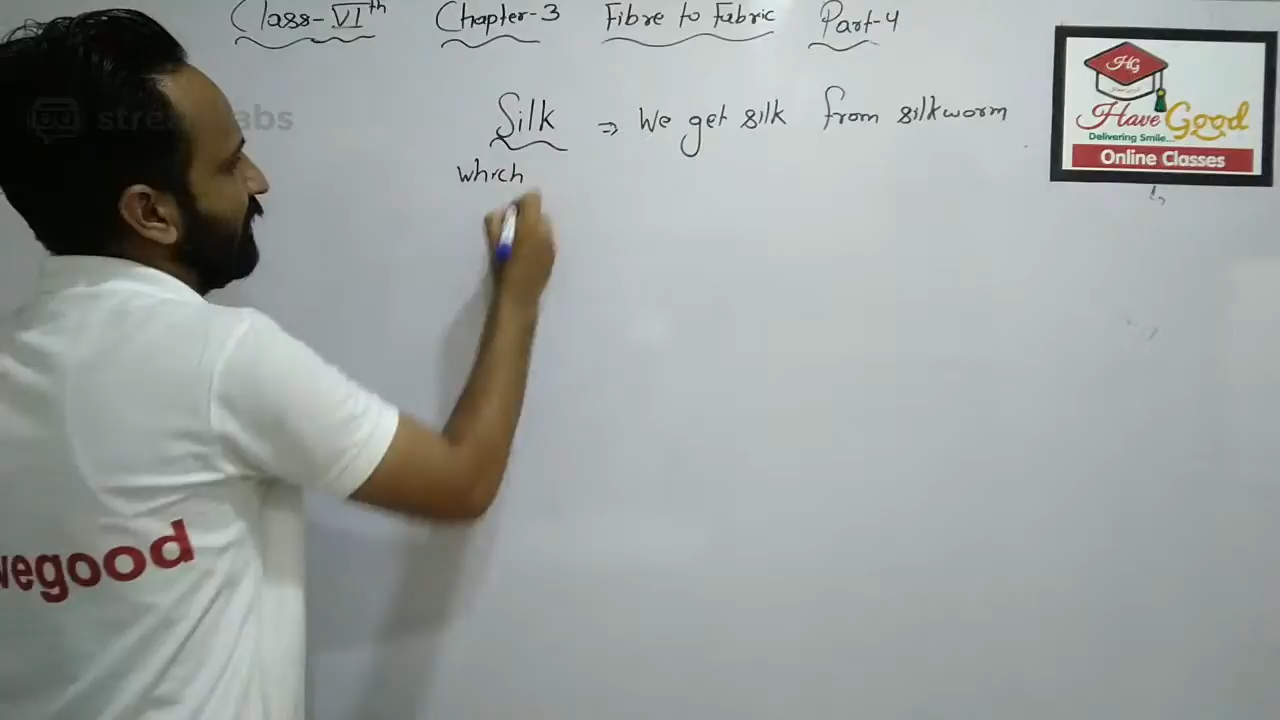 Class-VIth Chapter-3 Fibre to Fabric Part-4
Silk ⇒ We get silk from silkworm
which
HG
Have Good
Delivering Smile...
Online Classes
vegood